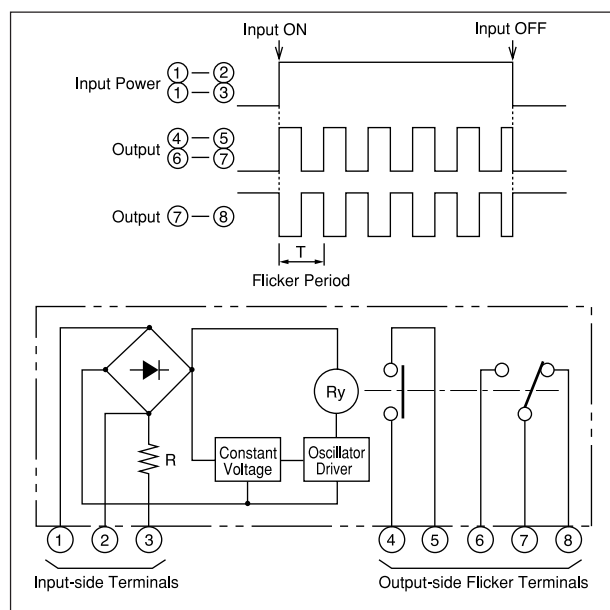 Input ON
Input OFF
Input Power ① — ②
① — ③
Output ④ — ⑤
⑥ — ⑦
Output ⑦ — ⑧
T
Flicker Period
Ry
R
Constant
Voltage
Oscillator
Driver
① ② ③ ④ ⑤ ⑥ ⑦ ⑧
Input-side Terminals
Output-side Flicker Terminals